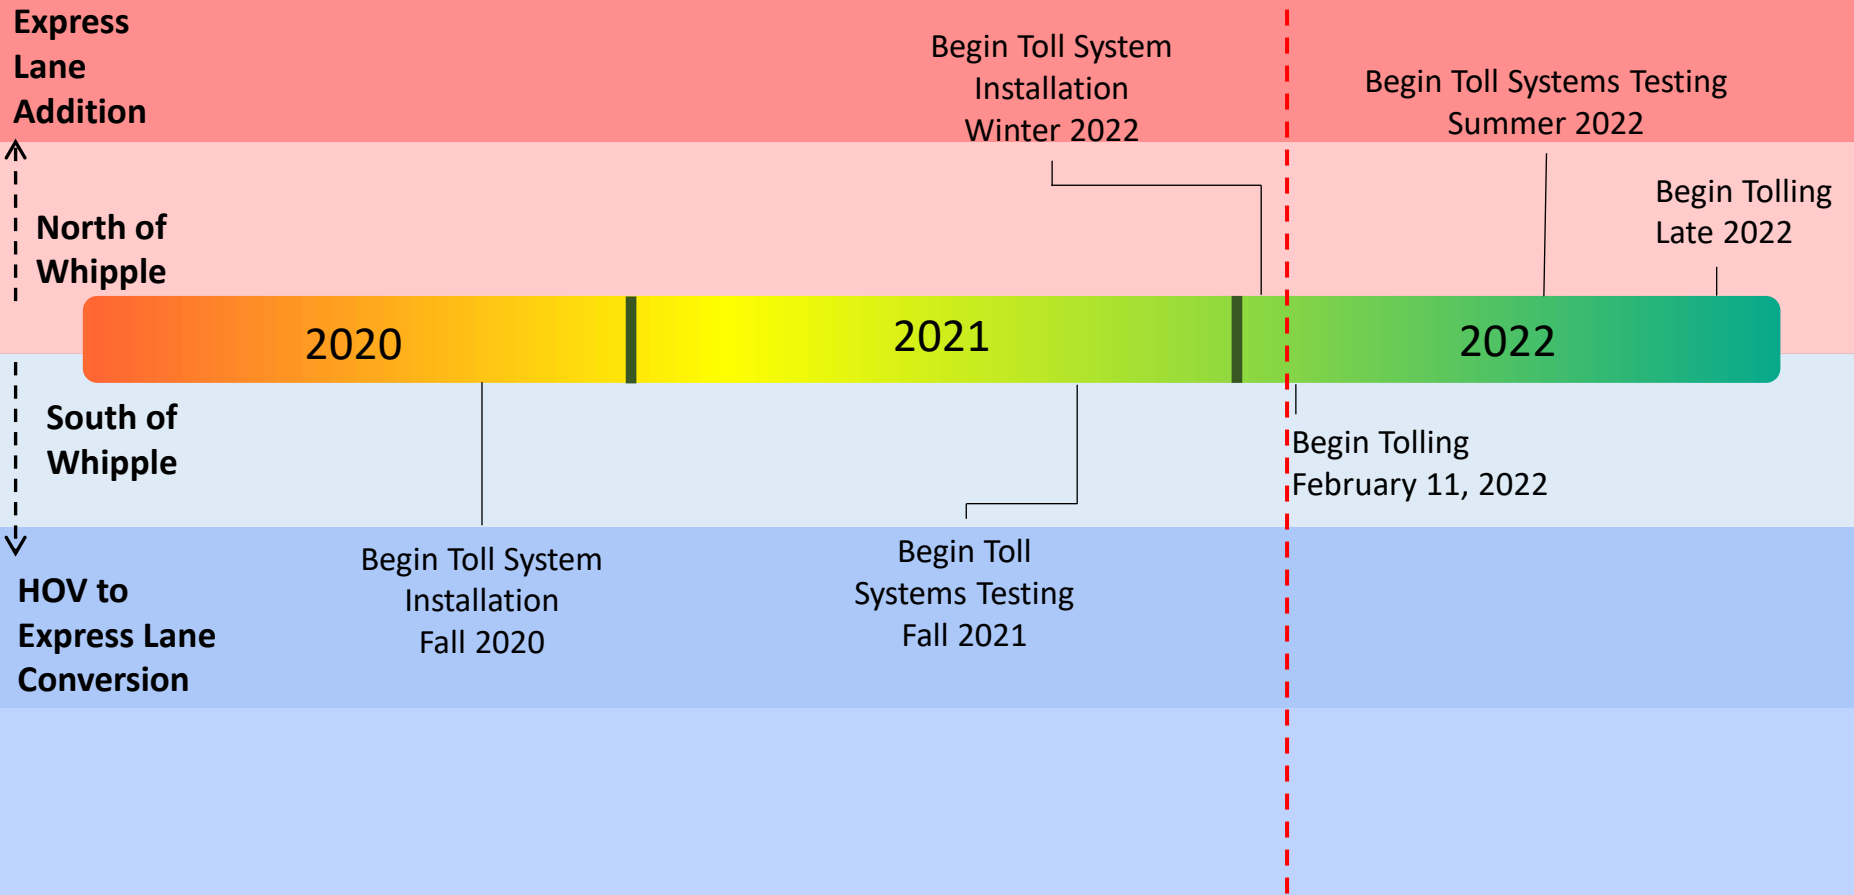 Express
Lane
Addition
Begin Toll System
Installation
Winter 2022
Begin Toll Systems Testing
Summer 2022
Begin Tolling
Late 2022
North of
Whipple
2020
2021
2022
South of
Whipple
Begin Tolling
February 11, 2022
HOV to
Express Lane
Conversion
Begin Toll System
Installation
Fall 2020
Begin Toll
Systems Testing
Fall 2021